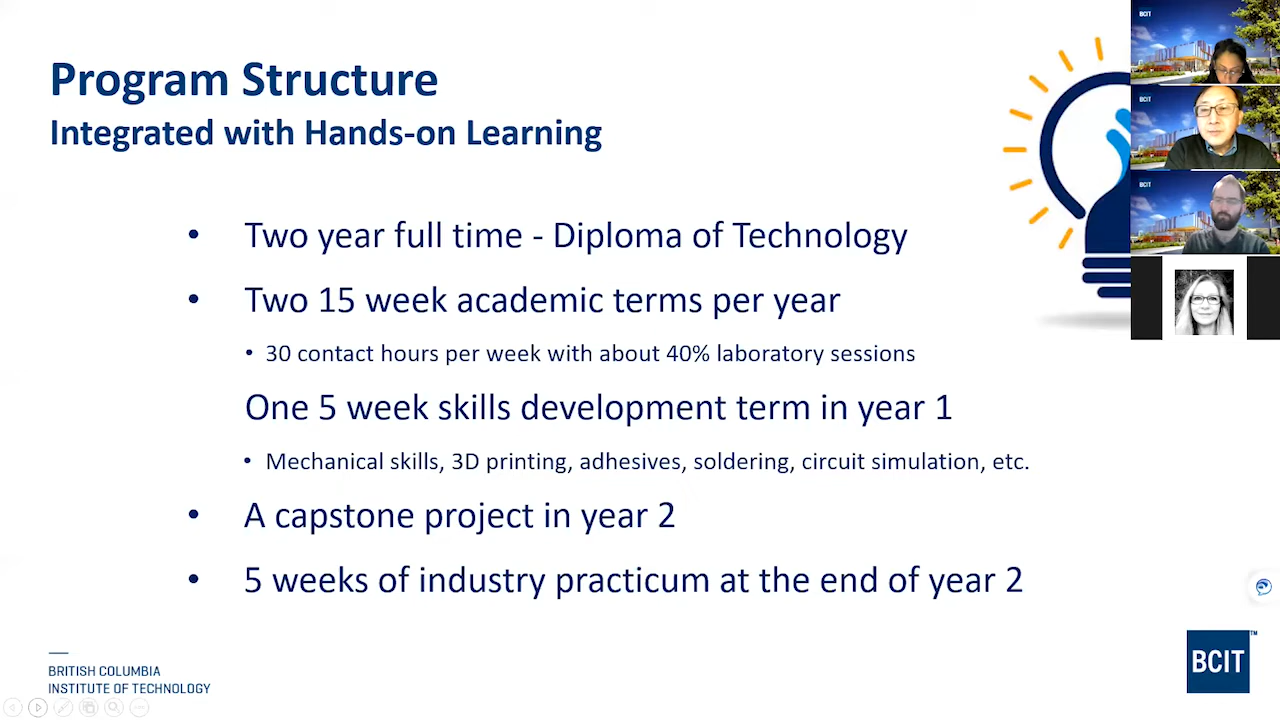 Program Structure
Integrated with Hands-on Learning
• Two year full time - Diploma of Technology
• Two 15 week academic terms per year
• 30 contact hours per week with about 40% laboratory sessions
One 5 week skills development term in year 1
• Mechanical skills, 3D printing, adhesives, soldering, circuit simulation, etc.
• A capstone project in year 2
• 5 weeks of industry practicum at the end of year 2
BRITISH COLUMBIA
INSTITUTE OF TECHNOLOGY
BCIT™
BCIT
BCIT
BCIT